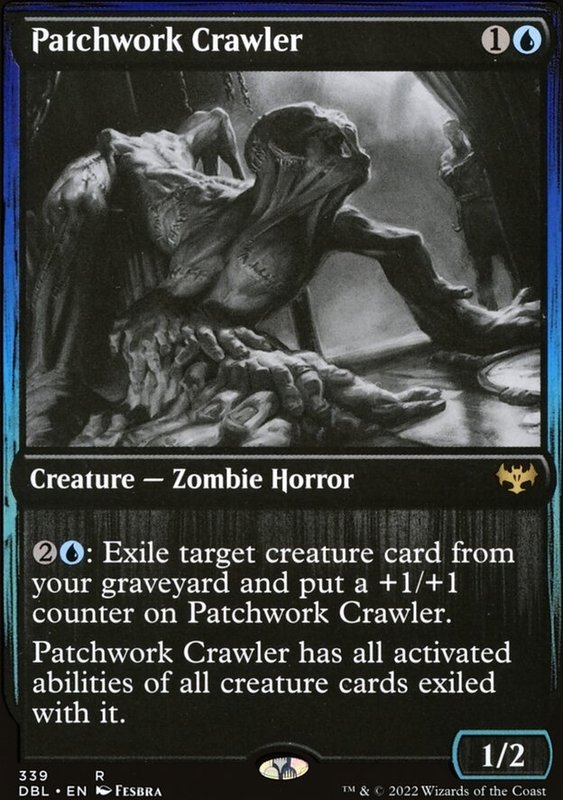 Patchwork Crawler 1
Creature — Zombie Horror
2: Exile target creature card from
your graveyard and put a +1/+1
counter on Patchwork Crawler.
Patchwork Crawler has all activated
abilities of all creature cards exiled
with it.
1/2
339 R
DBL • EN FESBRA
™ & © 2022 Wizards of the Coast